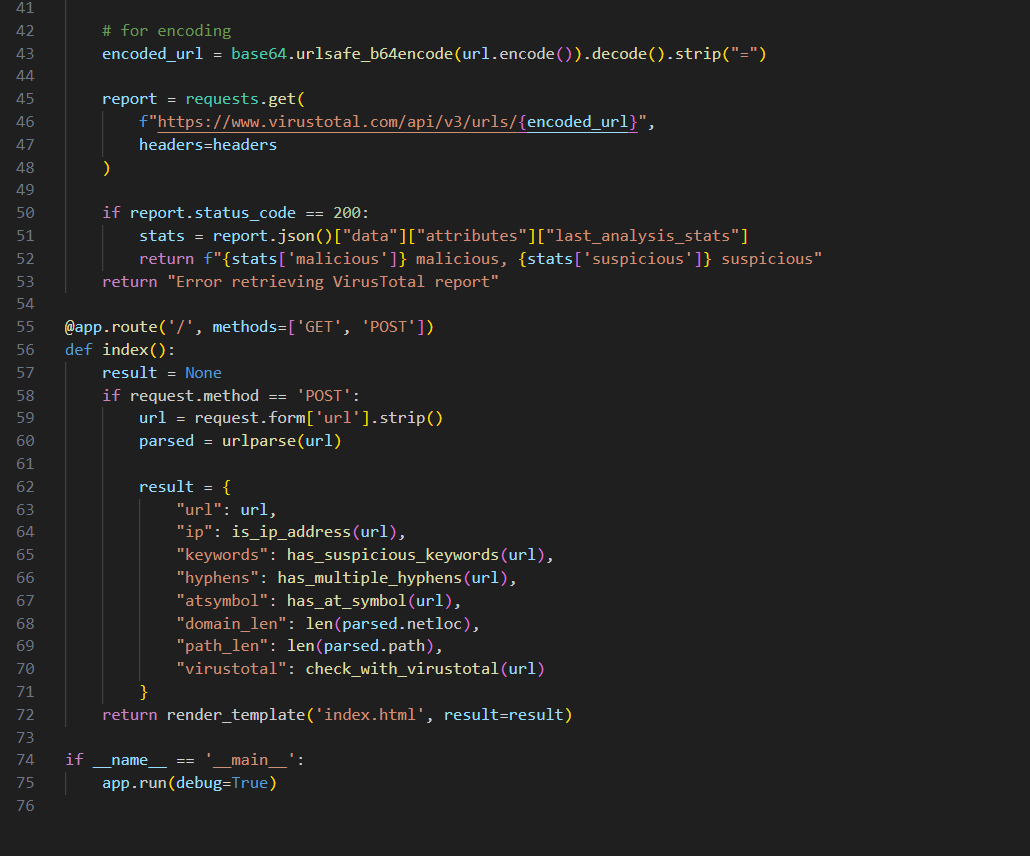 41
42 # for encoding
43 encoded_url = base64.urlsafe_b64encode(url.encode()).decode().strip("=")
44
45 report = requests.get(
46 f"https://www.virustotal.com/api/v3/urls/{encoded_url}",
47 headers=headers
48 )
49
50 if report.status_code == 200:
51 stats = report.json()["data"]["attributes"]["last_analysis_stats"]
52 return f"{stats['malicious']} malicious, {stats['suspicious']} suspicious"
53 return "Error retrieving VirusTotal report"
54
55 @app.route('/', methods=['GET', 'POST'])
56 def index():
57 result = None
58 if request.method == 'POST':
59 url = request.form['url'].strip()
60 parsed = urlparse(url)
61
62 result = {
63 "url": url,
64 "ip": is_ip_address(url),
65 "keywords": has_suspicious_keywords(url),
66 "hyphens": has_multiple_hyphens(url),
67 "atsymbol": has_at_symbol(url),
68 "domain_len": len(parsed.netloc),
69 "path_len": len(parsed.path),
70 "virustotal": check_with_virustotal(url)
71 }
72 return render_template('index.html', result=result)
73
74 if __name__ == '__main__':
75 app.run(debug=True)
76